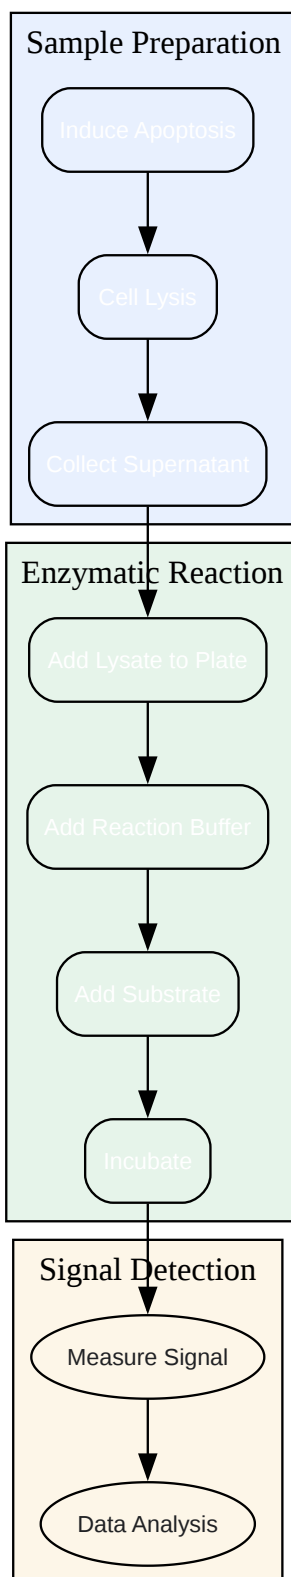 Sample Preparation
Induce Apoptosis
Cell Lysis
Collect Supernatant
Enzymatic Reaction
Add Lysate to Plate
Add Reaction Buffer
Add Substrate
Incubate
Signal Detection
Measure Signal
Data Analysis